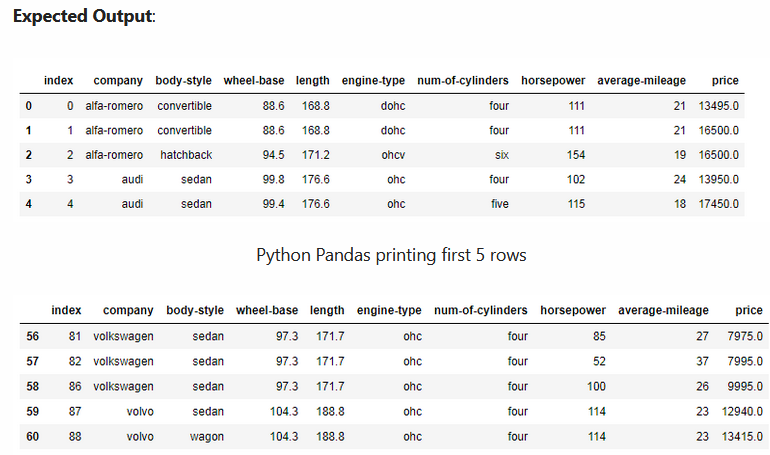 Expected Output:
index company body-style wheel-base length engine-type num-of-cylinders horsepower average-mileage price
0 0 alfa-romero convertible 88.6 168.8 dohc four 111 21 13495.0
1 1 alfa-romero convertible 88.6 168.8 dohc four 111 21 16500.0
2 2 alfa-romero hatchback 94.5 171.2 ohcv six 154 19 16500.0
3 3 audi sedan 99.8 176.6 ohc four 102 24 13950.0
4 4 audi sedan 99.4 176.6 ohc five 115 18 17450.0
Python Pandas printing first 5 rows
index company body-style wheel-base length engine-type num-of-cylinders horsepower average-mileage price
56 81 volkswagen sedan 97.3 171.7 ohc four 85 27 7975.0
57 82 volkswagen sedan 97.3 171.7 ohc four 52 37 7995.0
58 86 volkswagen sedan 97.3 171.7 ohc four 100 26 9995.0
59 87 volvo sedan 104.3 188.8 ohc four 114 23 12940.0
60 88 volvo wagon 104.3 188.8 ohc four 114 23 13415.0